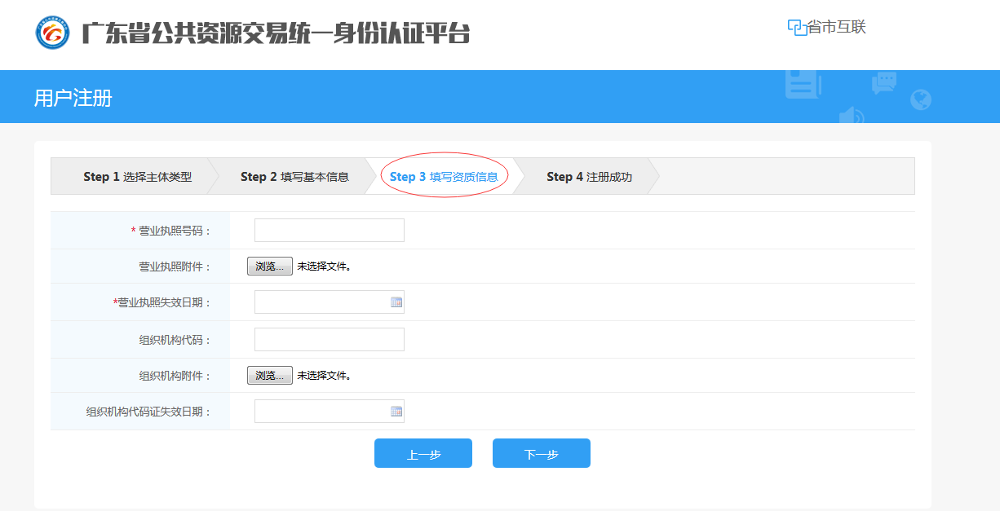 广东省公共资源交易统一身份认证平台
省市互联
用户注册
Step 1 选择主体类型
Step 2 填写基本信息
Step 3 填写资质信息
Step 4 注册成功
* 营业执照号码：
营业执照附件：
浏览... 未选择文件。
*营业执照失效日期：
组织机构代码：
组织机构附件：
浏览... 未选择文件。
组织机构代码证失效日期：
上一步
下一步